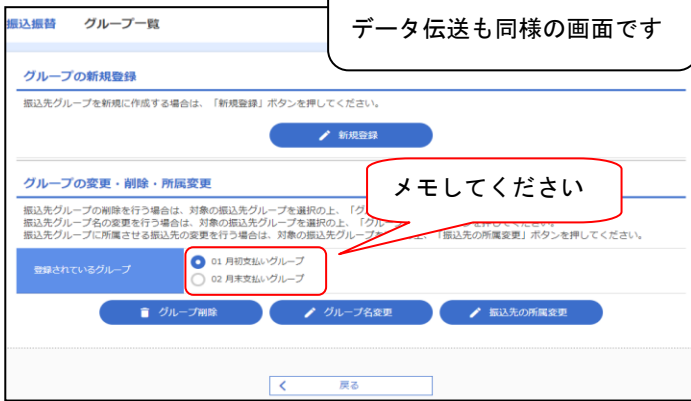 振込振替 グループ一覧
データ伝送も同様の画面です
グループの新規登録
振込先グループを新規に作成する場合は、「新規登録」ボタンを押してください。
新規登録
グループの変更・削除・所属変更
メモしてください
振込先グループの削除を行う場合は、対象の振込先グループを選択の上、「グ
振込先グループ名の変更を行う場合は、対象の振込先グループを選択の上、「グルー
振込先グループに所属させる振込先の変更を行う場合は、対象の振込先グループを 上、「振込先の所属変更」ボタンを押してください。
登録されているグループ
01 月初支払いグループ
02 月末支払いグループ
グループ削除 グループ名変更 振込先の所属変更
戻る